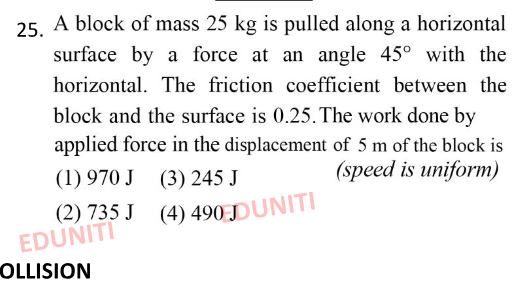 25. A block of mass 25 kg is pulled along a horizontal
surface by a force at an angle 45° with the
horizontal. The friction coefficient between the
block and the surface is 0.25. The work done by
applied force in the displacement of 5 m of the block is
(1) 970 J (3) 245 J (speed is uniform)
(2) 735 J (4) 490 J EDUNITI
EDUNITI
OLLISION